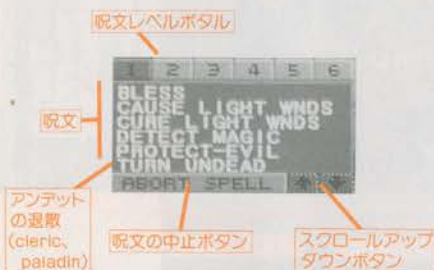 呪文レベルボタル
1 2 3 4 5 6
BLESS
CAUSE LIGHT WNDS
CURE LIGHT WNDS
DETECT MAGIC
PROTECT-EVIL
TURN UNDEAD
ABORT SPELL
呪文
アンデット
の退散
(cleric、
paladin)
呪文の中止ボタン
スクロールアップ
ダウンボタン